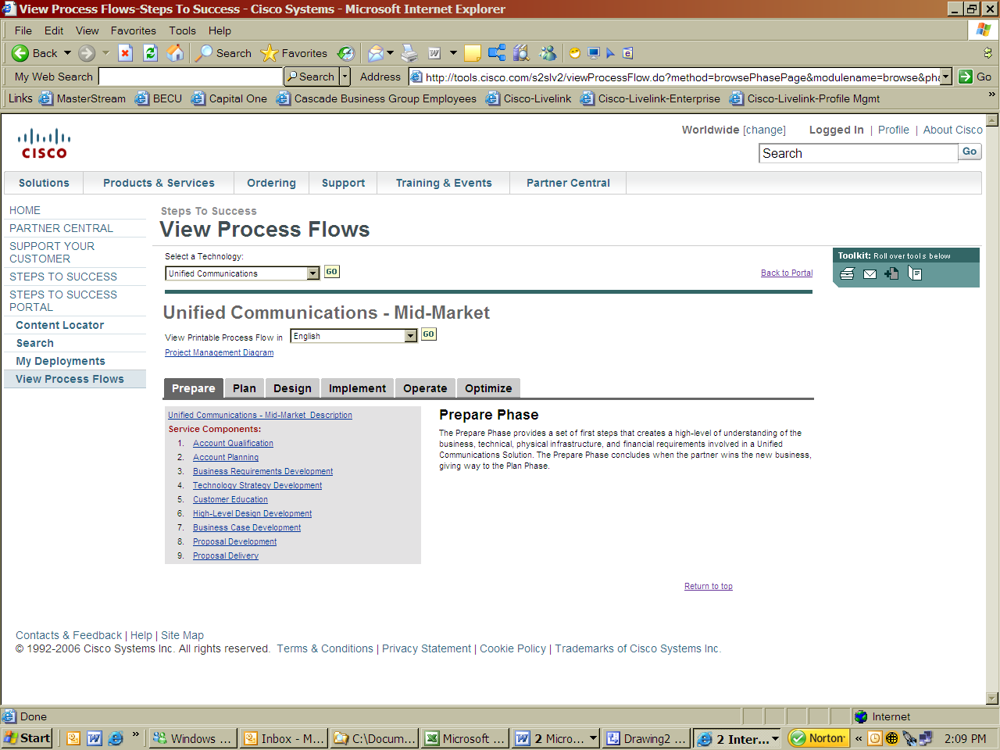 View Process Flows-Steps To Success - Cisco Systems - Microsoft Internet Explorer
File Edit View Favorites Tools Help
Back Search Favorites
My Web Search Search Address http://tools.cisco.com/s2slv2/viewProcessFlow.do?method=browsePhasePage&modulename=browse&pha Go
Links MasterStream BECU Capital One Cascade Business Group Employees Cisco-Livelink Cisco-Livelink-Enterprise Cisco-Livelink-Profile Mgmt »
CISCO
Worldwide [change] Logged In | Profile | About Cisco
Search Go
Solutions Products & Services Ordering Support Training & Events Partner Central
HOME
PARTNER CENTRAL
SUPPORT YOUR
CUSTOMER
STEPS TO SUCCESS
STEPS TO SUCCESS
PORTAL
Content Locator
Search
My Deployments
View Process Flows
Steps To Success
View Process Flows
Select a Technology:
Unified Communications GO
Back to Portal
Toolkit: Roll over tools below
Unified Communications - Mid-Market
View Printable Process Flow in English GO
Project Management Diagram
Prepare Plan Design Implement Operate Optimize
Unified Communications - Mid-Market Description
Service Components:
1. Account Qualification
2. Account Planning
3. Business Requirements Development
4. Technology Strategy Development
5. Customer Education
6. High-Level Design Development
7. Business Case Development
8. Proposal Development
9. Proposal Delivery
Prepare Phase
The Prepare Phase provides a set of first steps that creates a high-level of understanding of the
business, technical, physical infrastructure, and financial requirements involved in a Unified
Communications Solution. The Prepare Phase concludes when the partner wins the new business,
giving way to the Plan Phase.
Return to top
Contacts & Feedback | Help | Site Map
© 1992-2006 Cisco Systems Inc. All rights reserved. Terms & Conditions | Privacy Statement | Cookie Policy | Trademarks of Cisco Systems Inc.
Done Internet
Start » Windows ... Inbox - M... C:\Docum... Microsoft ... 2 Micro... Drawing2 ... 2 Inter... Norton « 2:09 PM